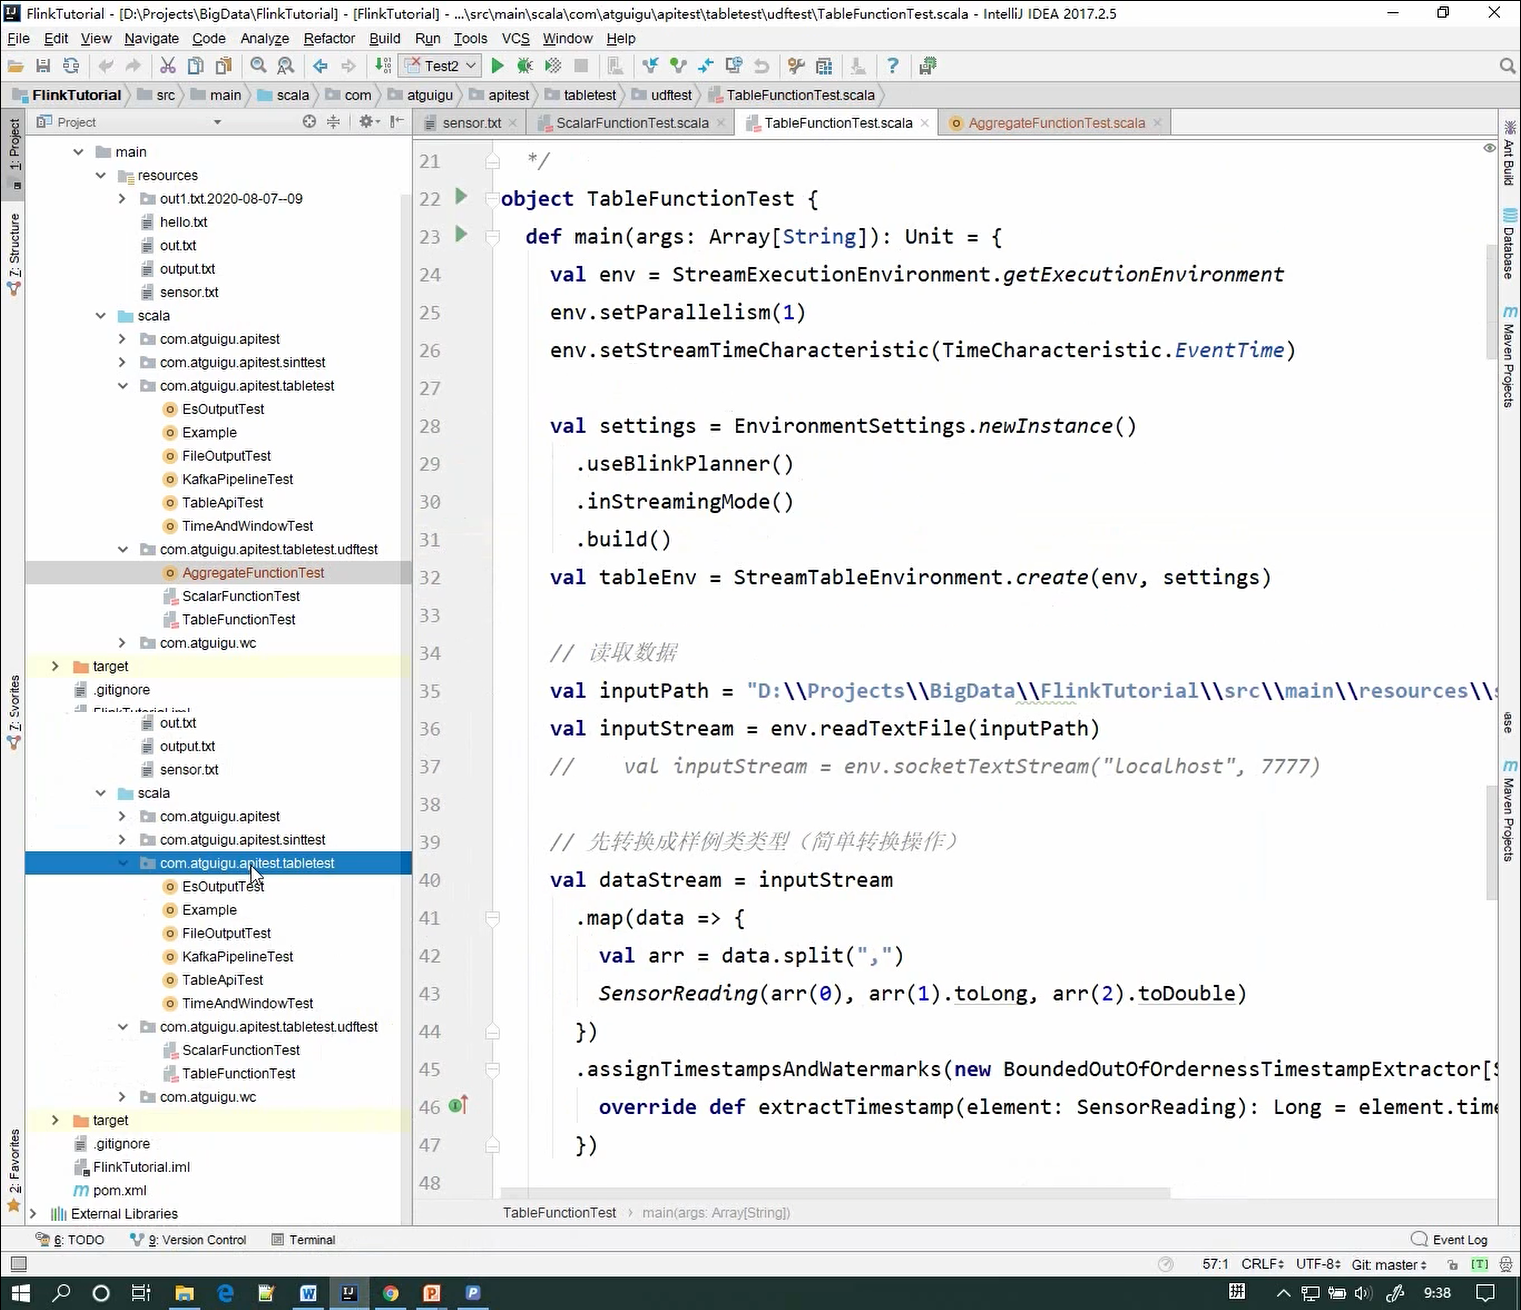 FlinkTutorial - [D:\Projects\BigData\FlinkTutorial] - [FlinkTutorial] - ...\src\main\scala\com\atguigu\apitest\tabletest\udftest\TableFunctionTest.scala - IntelliJ IDEA 2017.2.5
File Edit View Navigate Code Analyze Refactor Build Run Tools VCS Window Help
Test2
FlinkTutorial src main scala com atguigu apitest tabletest udftest TableFunctionTest.scala
Project
sensor.txt ScalarFunctionTest.scala TableFunctionTest.scala AggregateFunctionTest.scala
1: Project
7: Structure
main
resources
out1.txt.2020-08-07--09
hello.txt
out.txt
output.txt
sensor.txt
scala
com.atguigu.apitest
com.atguigu.apitest.sinttest
com.atguigu.apitest.tabletest
EsOutputTest
Example
FileOutputTest
KafkaPipelineTest
TableApiTest
TimeAndWindowTest
com.atguigu.apitest.tabletest.udftest
AggregateFunctionTest
ScalarFunctionTest
TableFunctionTest
com.atguigu.wc
target
.gitignore
out.txt
output.txt
sensor.txt
scala
com.atguigu.apitest
com.atguigu.apitest.sinttest
com.atguigu.apitest.tabletest
EsOutputTest
Example
FileOutputTest
KafkaPipelineTest
TableApiTest
TimeAndWindowTest
com.atguigu.apitest.tabletest.udftest
ScalarFunctionTest
TableFunctionTest
com.atguigu.wc
target
.gitignore
FlinkTutorial.iml
pom.xml
External Libraries
2: Favorites
21 */
22 object TableFunctionTest {
23 def main(args: Array[String]): Unit = {
24 val env = StreamExecutionEnvironment.getExecutionEnvironment
25 env.setParallelism(1)
26 env.setStreamTimeCharacteristic(TimeCharacteristic.EventTime)
27
28 val settings = EnvironmentSettings.newInstance()
29 .useBlinkPlanner()
30 .inStreamingMode()
31 .build()
32 val tableEnv = StreamTableEnvironment.create(env, settings)
33
34 // 读取数据
35 val inputPath = "D:\\Projects\\BigData\\FlinkTutorial\\src\\main\\resources\\s
36 val inputStream = env.readTextFile(inputPath)
37 // val inputStream = env.socketTextStream("localhost", 7777)
38
39 // 先转换成样例类类型（简单转换操作）
40 val dataStream = inputStream
41 .map(data => {
42 val arr = data.split(",")
43 SensorReading(arr(0), arr(1).toLong, arr(2).toDouble)
44 })
45 .assignTimestampsAndWatermarks(new BoundedOutOfOrdernessTimestampExtractor[S
46 override def extractTimestamp(element: SensorReading): Long = element.time
47 })
48
TableFunctionTest main(args: Array[String])
Ant Build
Database
Maven Projects
Maven Projects
6: TODO 9: Version Control Terminal Event Log
57:1 CRLF UTF-8 Git: master [T]
拼 9:38